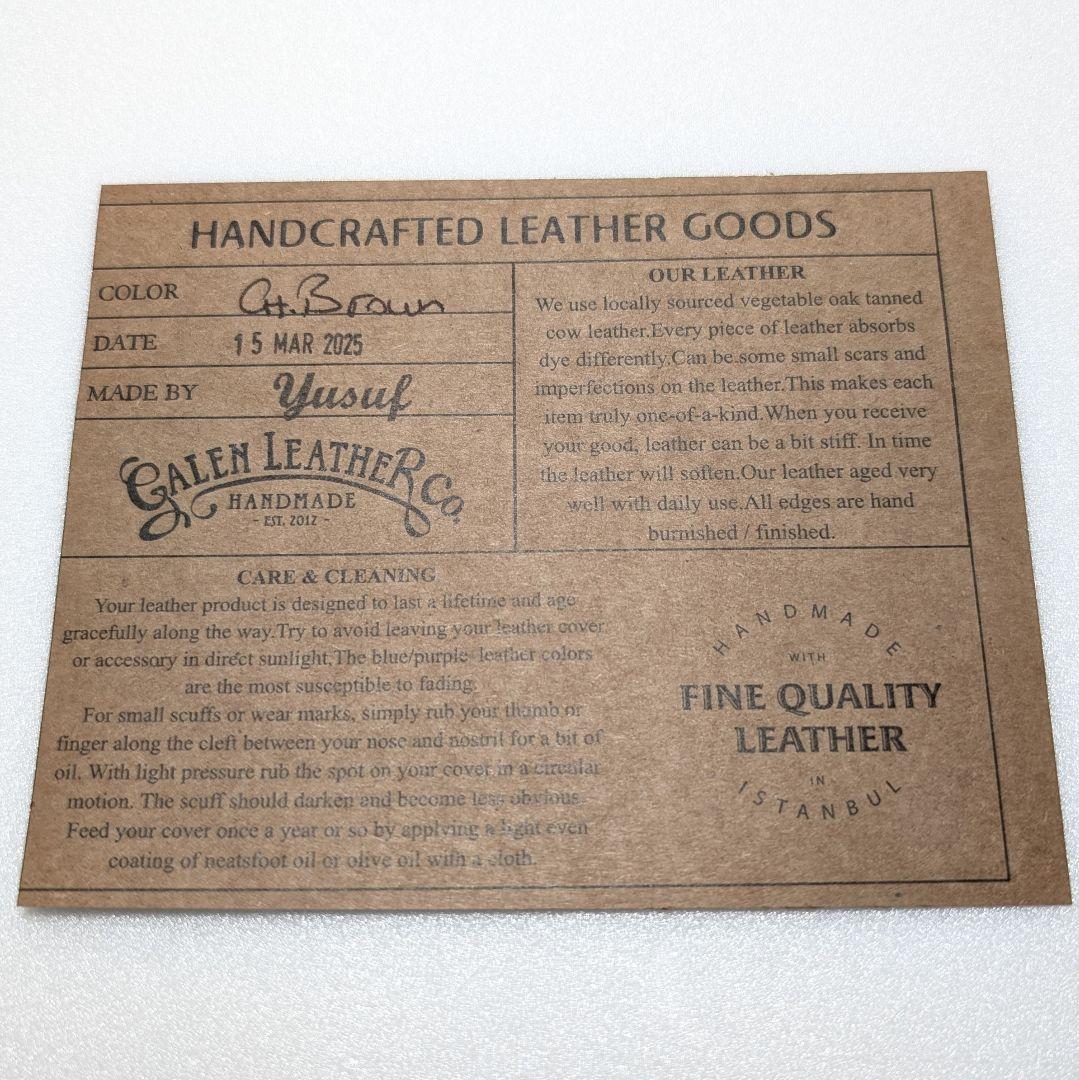 HANDCRAFTED LEATHER GOODS
COLOR CH. Brown
DATE 15 MAR 2025
MADE BY Yusuf
GALEN LEATHER CO.
HANDMADE
- EST. 2012 -
OUR LEATHER
We use locally sourced vegetable oak tanned
cow leather.Every piece of leather absorbs
dye differently.Can be some small scars and
imperfections on the leather.This makes each
item truly one-of-a-kind.When you receive
your good, leather can be a bit stiff. In time
the leather will soften.Our leather aged very
well with daily use.All edges are hand
burnished / finished.
CARE & CLEANING
Your leather product is designed to last a lifetime and age
gracefully along the way.Try to avoid leaving your leather cover
or accessory in direct sunlight.The blue/purple leather colors
are the most susceptible to fading.
For small scuffs or wear marks, simply rub your thumb or
finger along the cleft between your nose and nostril for a bit of
oil. With light pressure rub the spot on your cover in a circular
motion. The scuff should darken and become less obvious.
Feed your cover once a year or so by applying a light even
coating of neatsfoot oil or olive oil with a cloth.
HANDMADE
WITH
FINE QUALITY
LEATHER
IN
ISTANBUL